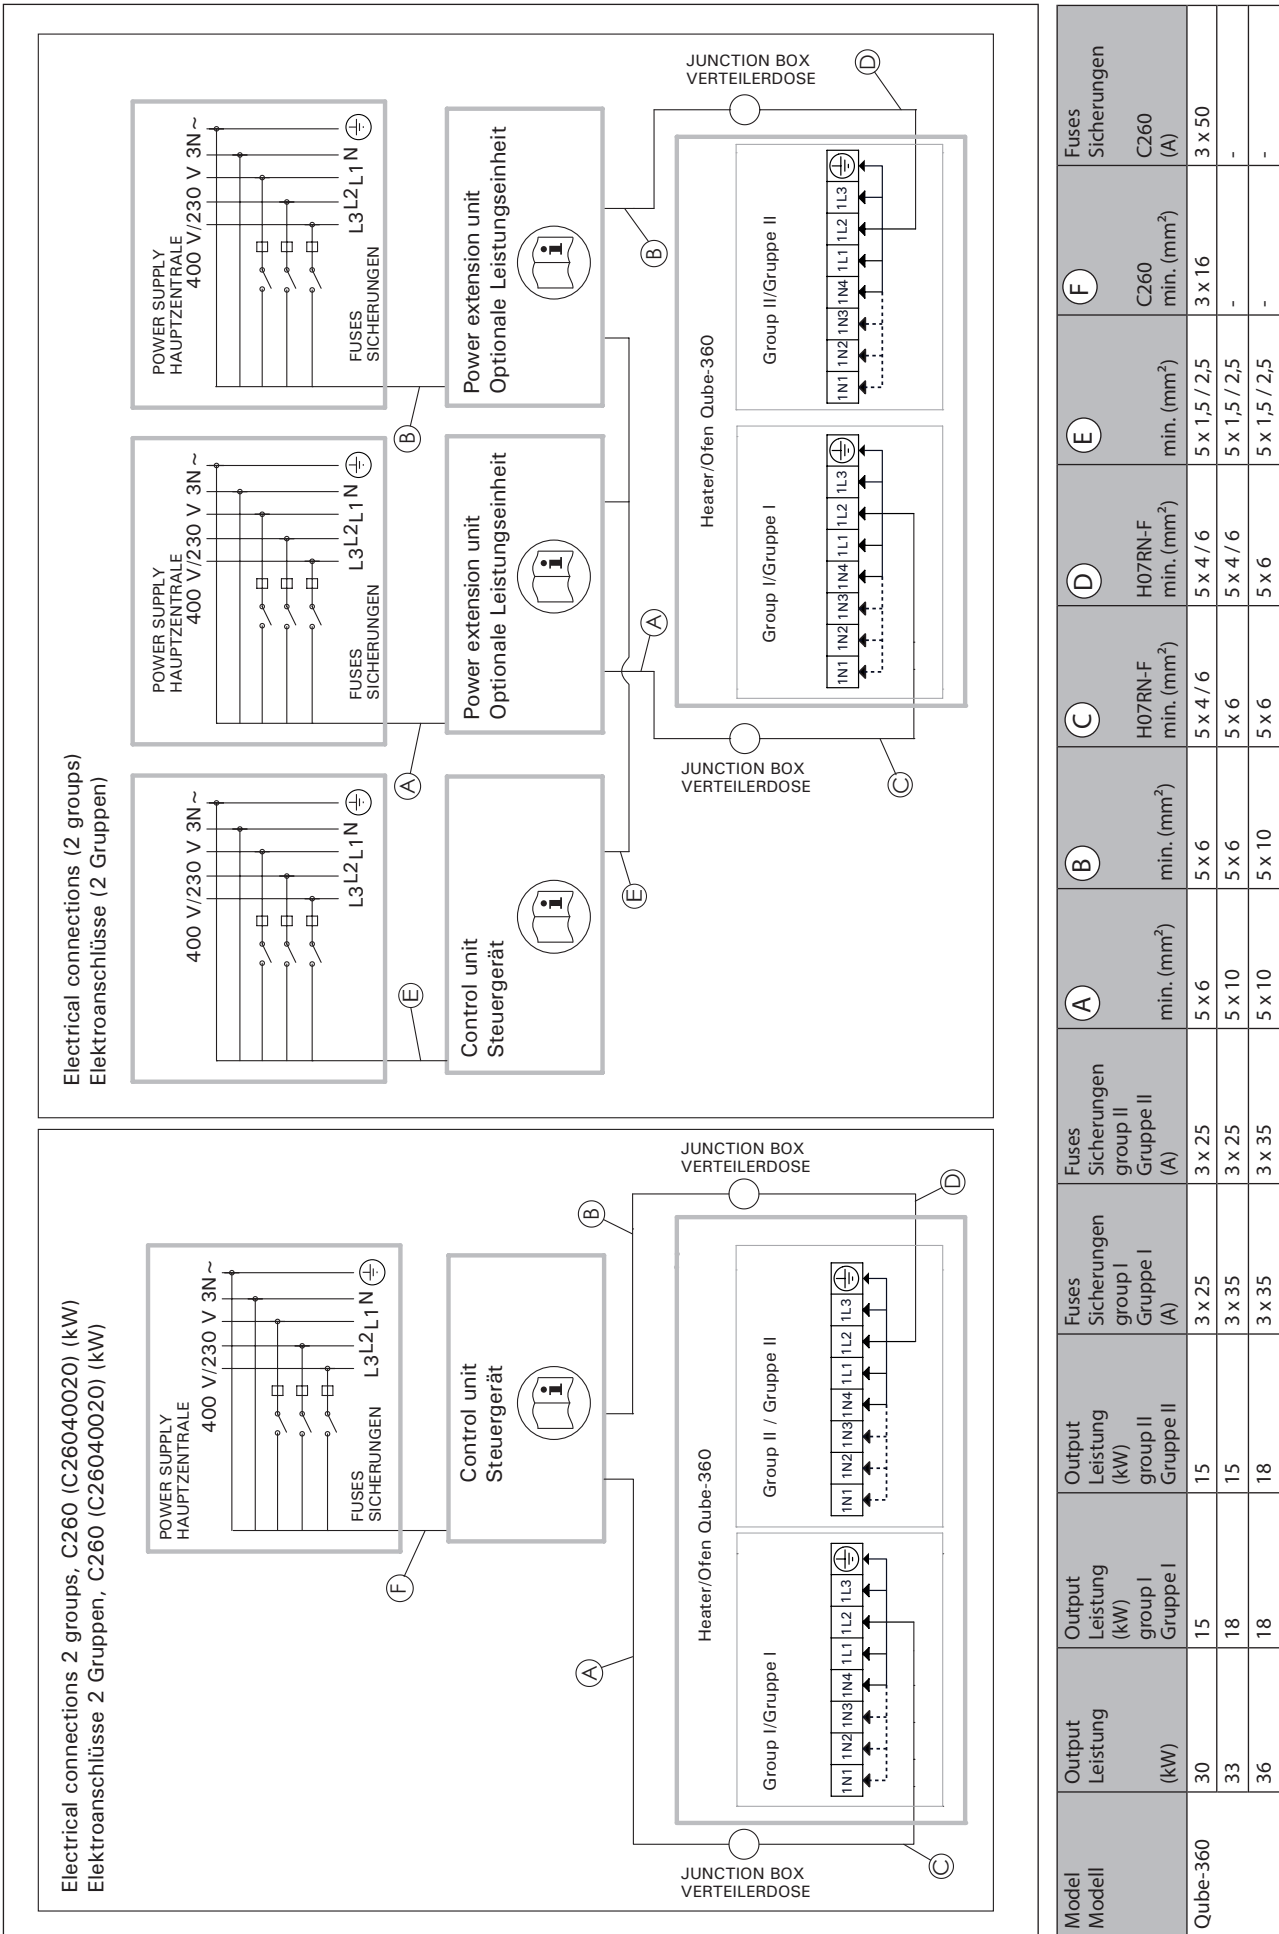 Electrical connections 2 groups, C260 (C26040020) (kW)
Elektroanschlüsse 2 Gruppen, C260 (C26040020) (kW)
POWER SUPPLY
HAUPTZENTRALE
400 V/230 V 3N~
L3 L2 L1 N
FUSES
SICHERUNGEN
F
Control unit
Steuergerät
i
A
B
JUNCTION BOX
VERTEILERDOSE
JUNCTION BOX
VERTEILERDOSE
C
D
Heater/Ofen Qube-360
Group I/Gruppe I
1N1 1N2 1N3 1N4 1L1 1L2 1L3
Group II / Gruppe II
1N1 1N2 1N3 1N4 1L1 1L2 1L3
Electrical connections (2 groups)
Elektroanschlüsse (2 Gruppen)
400 V/230 V 3N~
L3 L2 L1 N
E
Control unit
Steuergerät
i
E
POWER SUPPLY
HAUPTZENTRALE
400 V/230 V 3N~
L3 L2 L1 N
FUSES
SICHERUNGEN
A
Power extension unit
Optionale Leistungseinheit
i
A
POWER SUPPLY
HAUPTZENTRALE
400 V/230 V 3N~
L3 L2 L1 N
FUSES
SICHERUNGEN
B
Power extension unit
Optionale Leistungseinheit
i
B
JUNCTION BOX
VERTEILERDOSE
C
JUNCTION BOX
VERTEILERDOSE
D
Heater/Ofen Qube-360
Group I/Gruppe I
1N1 1N2 1N3 1N4 1L1 1L2 1L3
Group II/Gruppe II
1N1 1N2 1N3 1N4 1L1 1L2 1L3
Model
Modell
Output
Leistung
(kW)
Output
Leistung
(kW)
group I
Gruppe I
Output
Leistung
(kW)
group II
Gruppe II
Fuses
Sicherungen
group I
Gruppe I
(A)
Fuses
Sicherungen
group II
Gruppe II
(A)
A
min. (mm²)
B
min. (mm²)
C
H07RN-F
min. (mm²)
D
H07RN-F
min. (mm²)
E
min. (mm²)
F
C260
min. (mm²)
Fuses
Sicherungen
C260
(A)
Qube-360 30 15 15 3 x 25 3 x 25 5 x 6 5 x 6 5 x 4 / 6 5 x 4 / 6 5 x 1,5 / 2,5 3 x 16 3 x 50
33 18 15 3 x 35 3 x 25 5 x 10 5 x 6 5 x 6 5 x 4 / 6 5 x 1,5 / 2,5 - -
36 18 18 3 x 35 3 x 35 5 x 10 5 x 10 5 x 6 5 x 6 5 x 1,5 / 2,5 - -